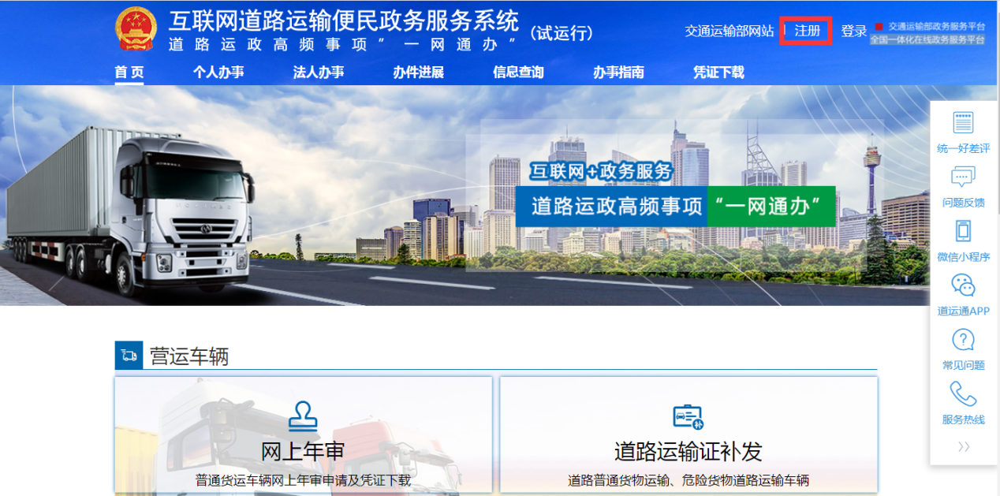 互联网道路运输便民政务服务系统 (试运行)
道路运政高频事项"一网通办"
交通运输部网站 | 注册 登录
交通运输部政务服务平台
全国一体化在线政务服务平台
首页 个人办事 法人办事 办件进展 信息查询 办事指南 凭证下载
互联网+政务服务
道路运政高频事项 “一网通办”
统一好差评
问题反馈
微信小程序
道运通APP
常见问题
服务热线
营运车辆
网上年审
普通货运车辆网上年审申请及凭证下载
补
道路运输证补发
道路普通货物运输、危险货物道路运输车辆